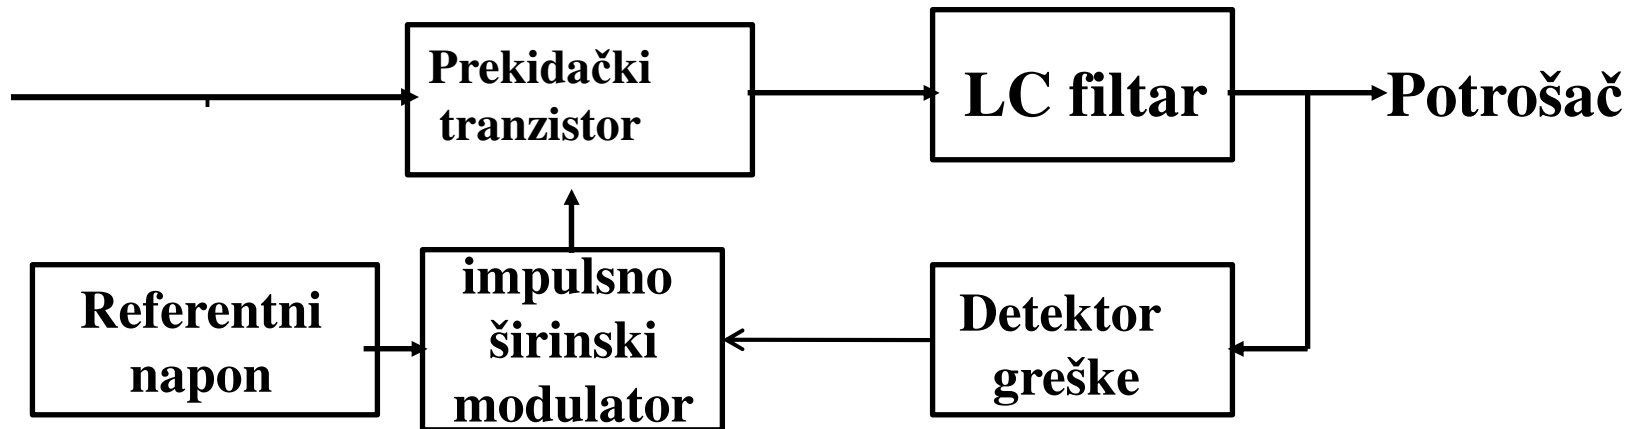 Prekidački
tranzistor
LC filtar
Potrošač
Referentni
napon
impulsno
širinski
modulator
Detektor
greške